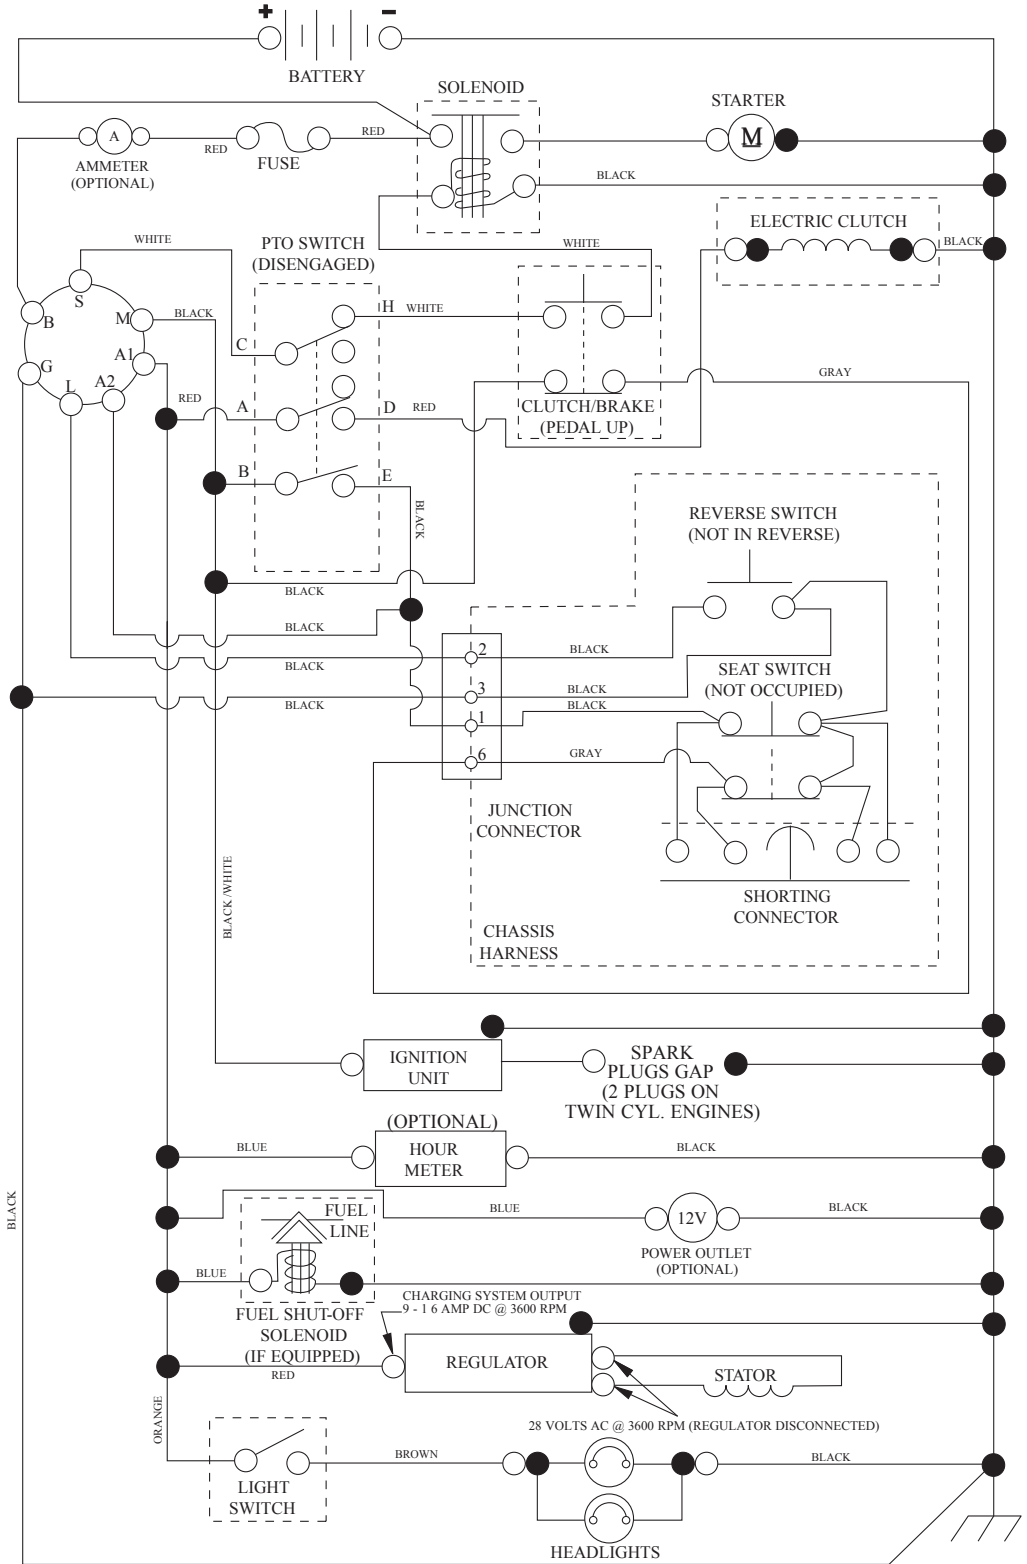 + −
BATTERY
SOLENOID
STARTER
M
A
AMMETER
(OPTIONAL)
RED
FUSE
RED
BLACK
ELECTRIC CLUTCH
BLACK
WHITE
PTO SWITCH
(DISENGAGED)
WHITE
S
B
M
BLACK
G
A1
L
A2
H
WHITE
C
RED
A
D
RED
B
E
BLACK
CLUTCH/BRAKE
(PEDAL UP)
GRAY
REVERSE SWITCH
(NOT IN REVERSE)
BLACK
BLACK
BLACK
2
BLACK
SEAT SWITCH
(NOT OCCUPIED)
BLACK
3
BLACK
BLACK
1
6
GRAY
JUNCTION
CONNECTOR
SHORTING
CONNECTOR
CHASSIS
HARNESS
BLACK /WHITE
IGNITION
UNIT
SPARK
PLUGS GAP
(2 PLUGS ON
TWIN CYL. ENGINES)
(OPTIONAL)
BLUE
HOUR
METER
BLACK
BLACK
FUEL
LINE
BLUE
12V
BLACK
POWER OUTLET
(OPTIONAL)
BLUE
FUEL SHUT-OFF
SOLENOID
(IF EQUIPPED)
CHARGING SYSTEM OUTPUT
9 - 1 6 AMP DC @ 3600 RPM
RED
REGULATOR
STATOR
28 VOLTS AC @ 3600 RPM (REGULATOR DISCONNECTED)
ORANGE
LIGHT
SWITCH
BROWN
BLACK
HEADLIGHTS